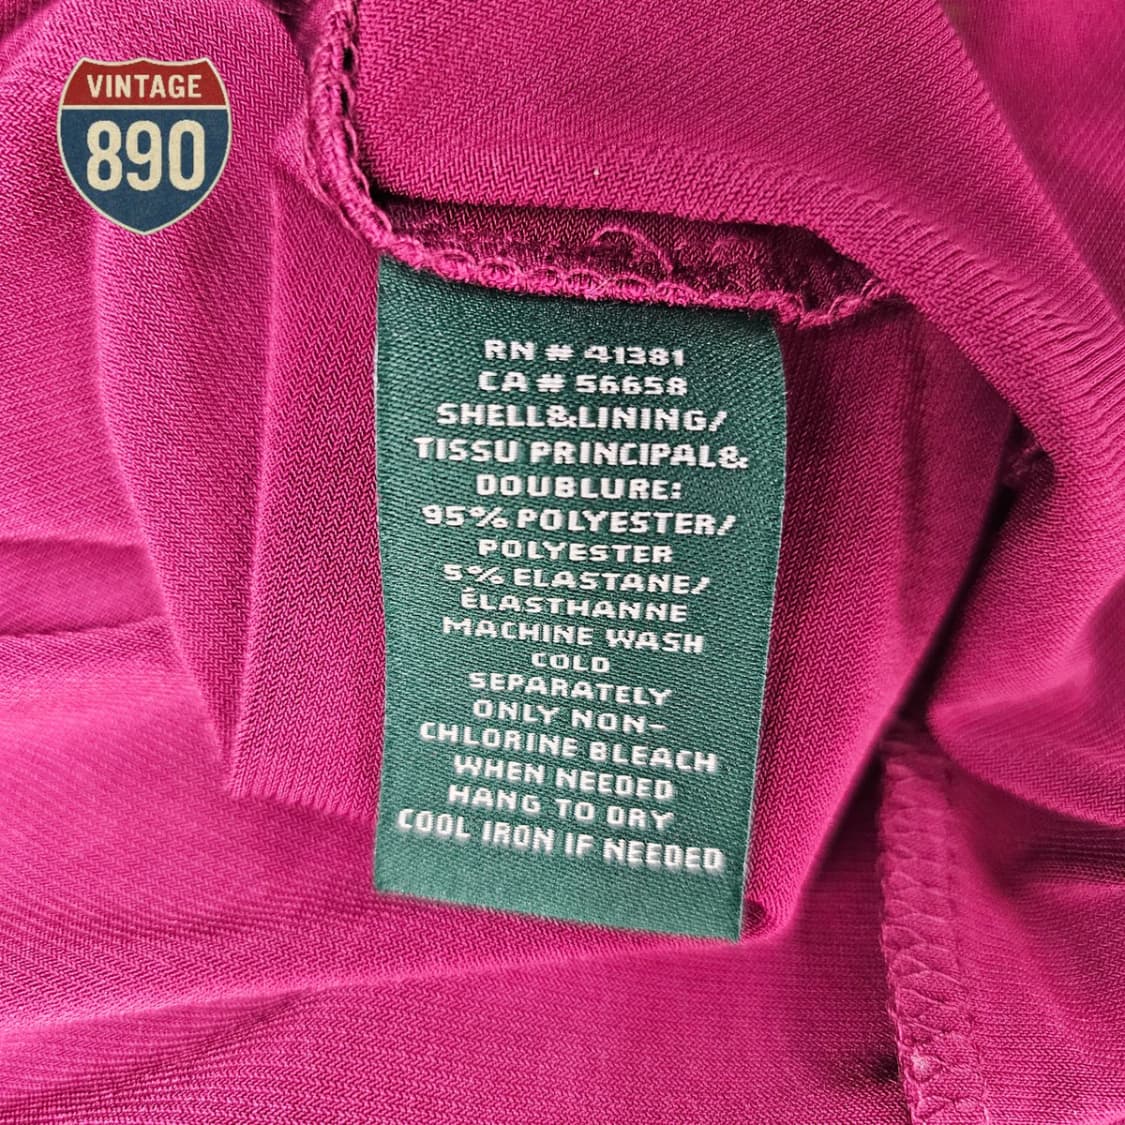 VINTAGE
890
RN # 41381
CA # 56658
SHELL&LINING/
TISSU PRINCIPAL&
DOUBLURE:
95% POLYESTER/
POLYESTER
5% ELASTANE/
ÉLASTHANNE
MACHINE WASH
COLD
SEPARATELY
ONLY NON-
CHLORINE BLEACH
WHEN NEEDED
HANG TO DRY
COOL IRON IF NEEDED